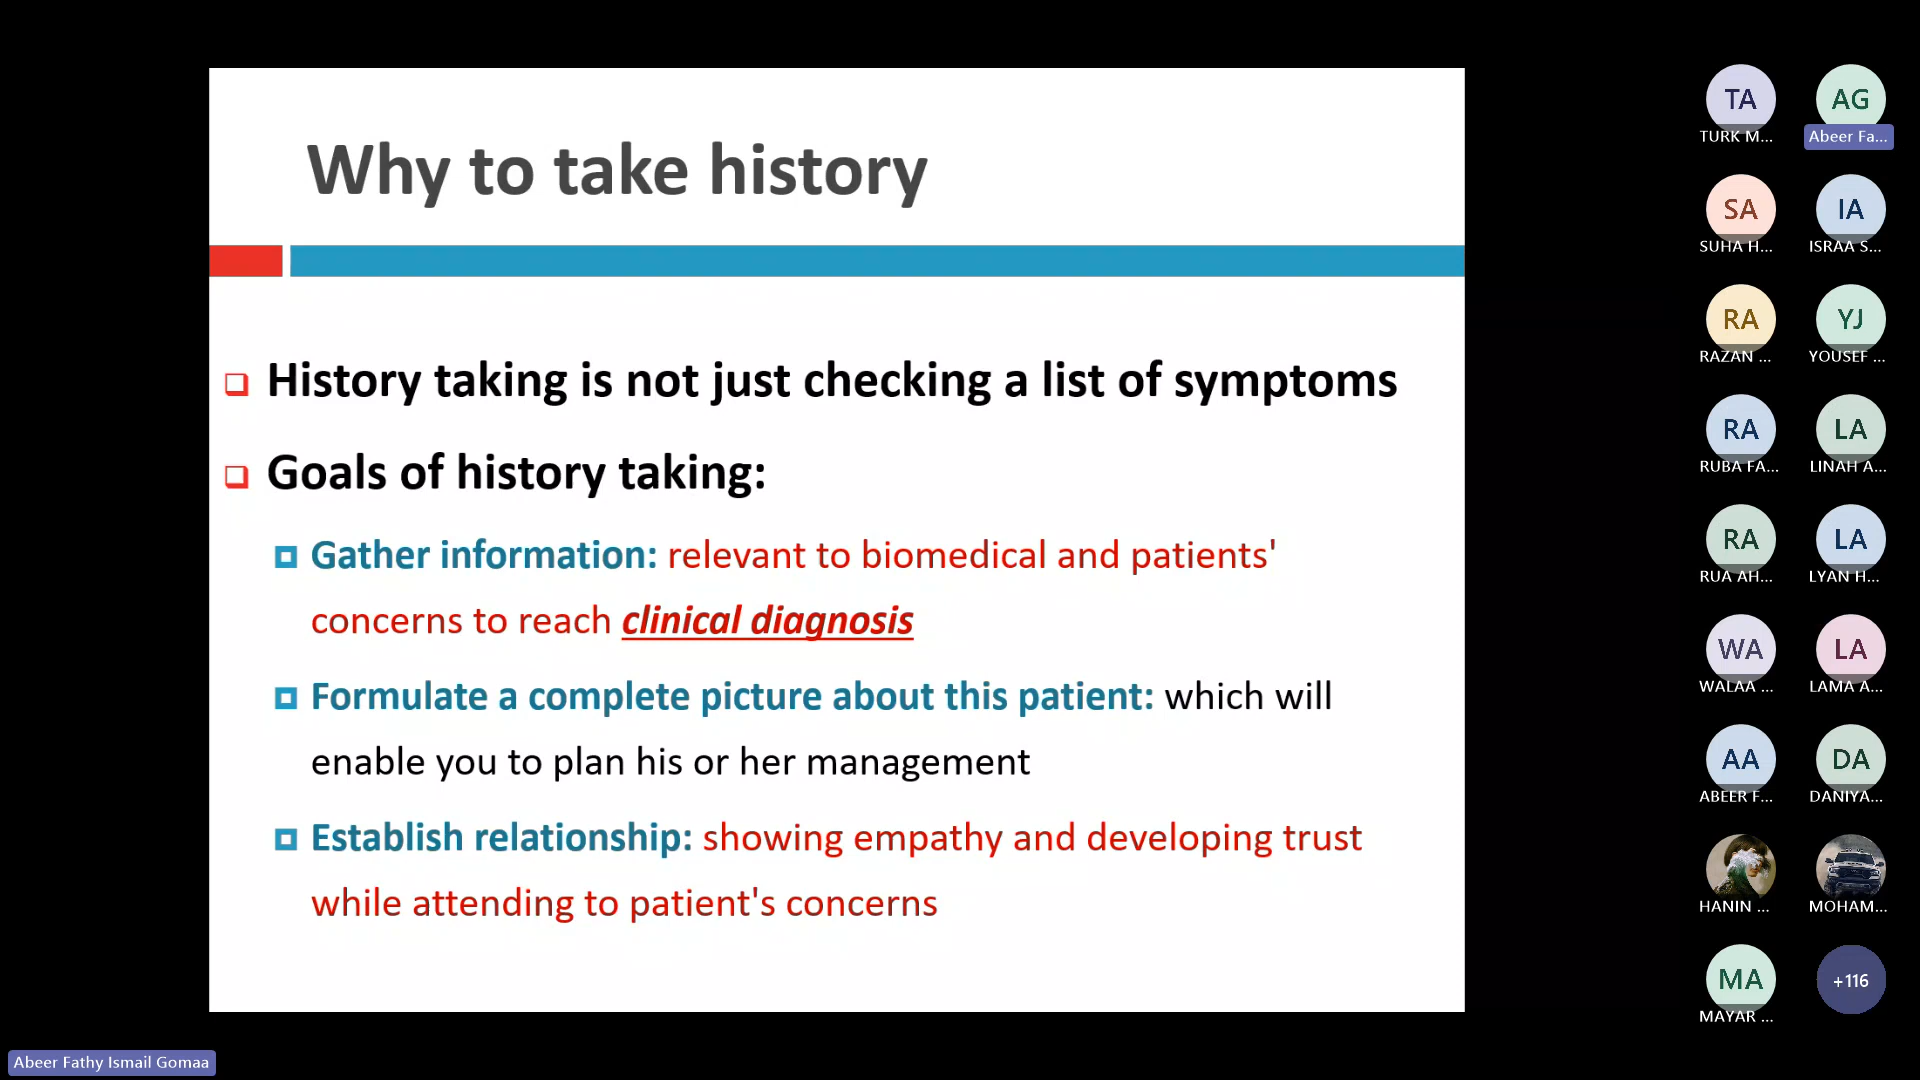 Why to take history
History taking is not just checking a list of symptoms
Goals of history taking:
Gather information: relevant to biomedical and patients'
concerns to reach clinical diagnosis
Formulate a complete picture about this patient: which will
enable you to plan his or her management
Establish relationship: showing empathy and developing trust
while attending to patient's concerns
TA
TURK M...
AG
Abeer Fa...
SA
SUHA H...
IA
ISRAA S...
RA
RAZAN ...
YJ
YOUSEF ...
RA
RUBA FA...
LA
LINAH A...
RA
RUA AH...
LA
LYAN H...
WA
WALAA ...
LA
LAMA A...
AA
ABEER F...
DA
DANIYA...
HANIN ...
MOHAM...
MA
MAYAR ...
+116
Abeer Fathy Ismail Gomaa